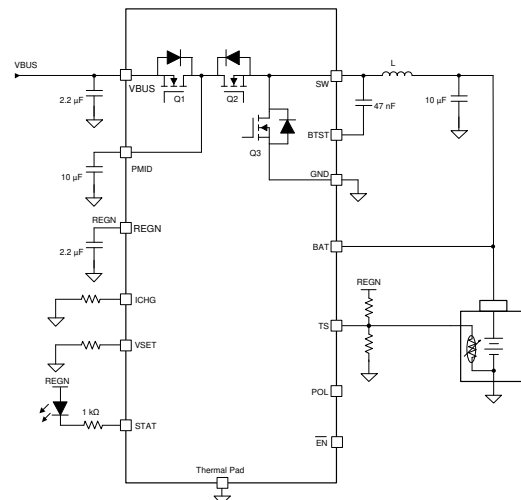 VBUS
2.2 µF
VBUS
Q1
Q2
SW
L
47 nF
10 µF
BTST
Q3
10 µF
PMID
GND
REGN
REGN
2.2 µF
BAT
REGN
ICHG
TS
VSET
REGN
1 kΩ
STAT
POL
EN
Thermal Pad